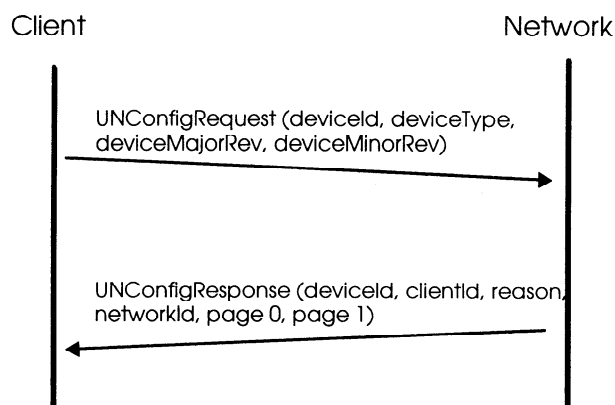 Client
Network
UNConfigRequest (deviceId, deviceType,
deviceMajorRev, deviceMinorRev)
UNConfigResponse (deviceId, clientId, reason,
networkId, page 0, page 1)